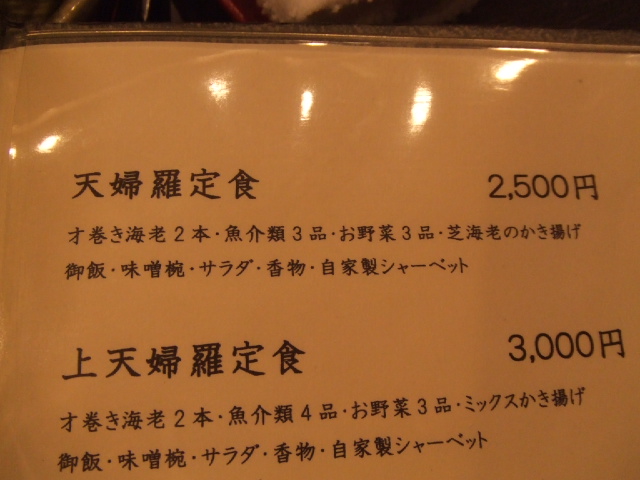 天婦羅定食 2,500円
才巻き海老2本・魚介類3品・お野菜3品・芝海老のかき揚げ
御飯・味噌椀・サラダ・香物・自家製シャーベット
上天婦羅定食 3,000円
才巻き海老2本・魚介類4品・お野菜3品・ミックスかき揚げ
御飯・味噌椀・サラダ・香物・自家製シャーベット